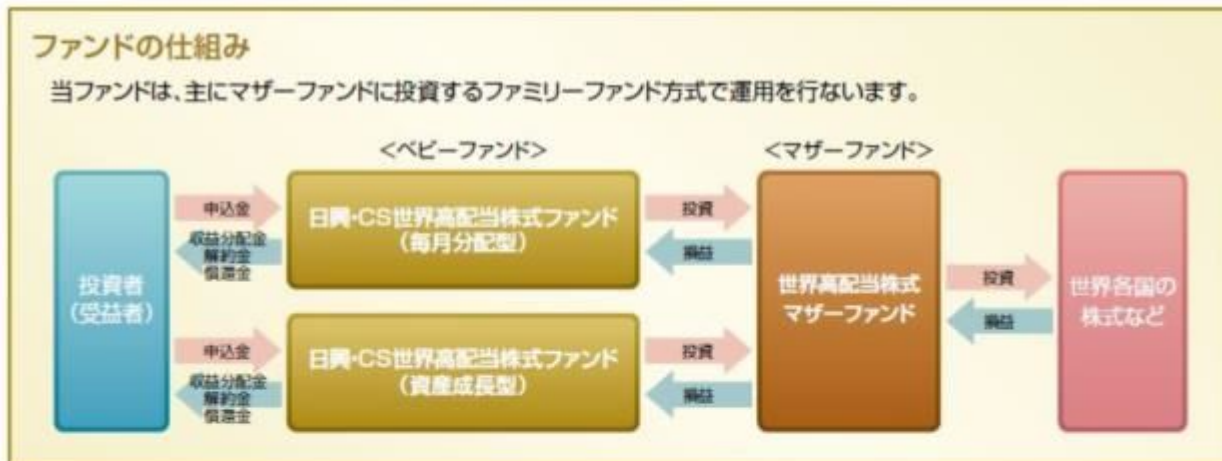 ファンドの仕組み
当ファンドは、主にマザーファンドに投資するファミリーファンド方式で運用を行ないます。
＜ベビーファンド＞
＜マザーファンド＞
投資者
（受益者）
申込金
収益分配金
解約金
償還金
日興・CS世界高配当株式ファンド
（毎月分配型）
投資
損益
申込金
収益分配金
解約金
償還金
日興・CS世界高配当株式ファンド
（資産成長型）
投資
損益
世界高配当株式
マザーファンド
投資
損益
世界各国の
株式など